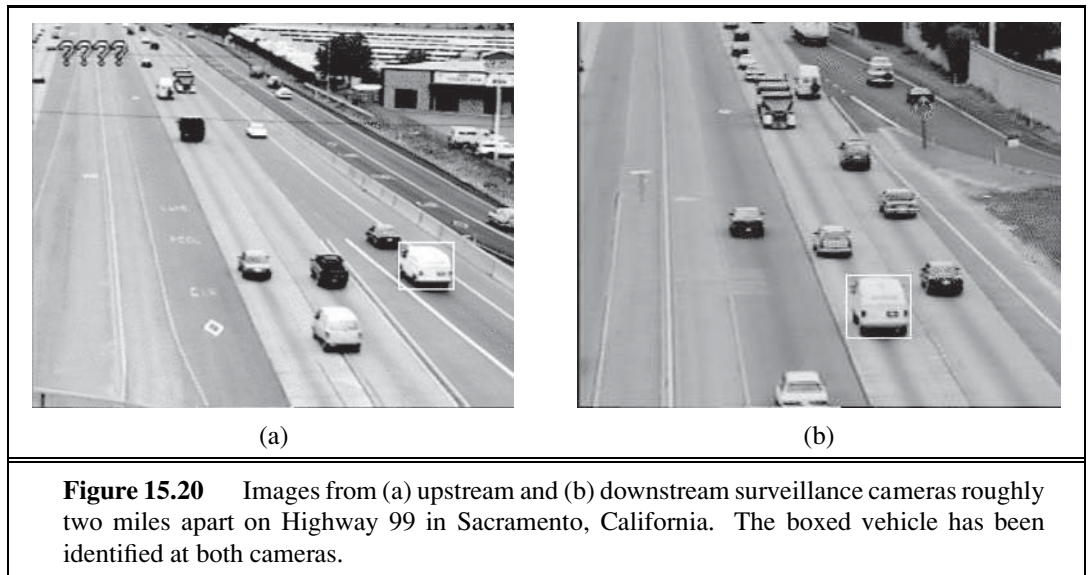 ????
(a)
(b)
Figure 15.20 Images from (a) upstream and (b) downstream surveillance cameras roughly
two miles apart on Highway 99 in Sacramento, California. The boxed vehicle has been
identified at both cameras.